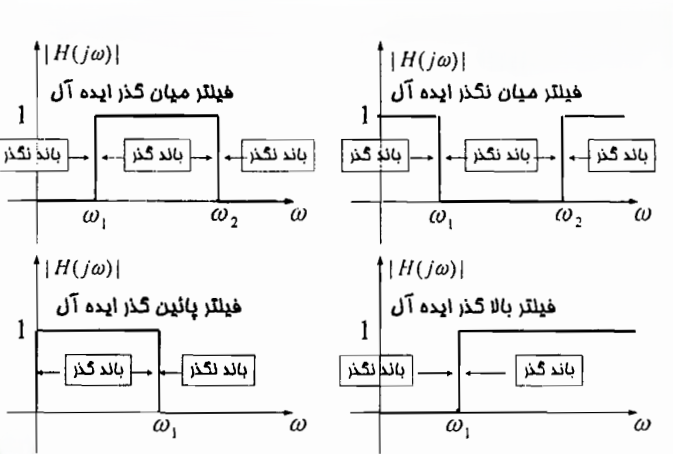 |H(jω)|
فیلتر میان گذر ایده آل
1
باند نگذر
باند گذر
باند نگذر
ω₁
ω₂
ω
|H(jω)|
فیلتر میان نگذر ایده آل
1
باند گذر
باند نگذر
باند گذر
ω₁
ω₂
ω
|H(jω)|
فیلتر پائین گذر ایده آل
1
باند گذر
باند نگذر
ω₁
ω
|H(jω)|
فیلتر بالا گذر ایده آل
1
باند نگذر
باند گذر
ω₁
ω